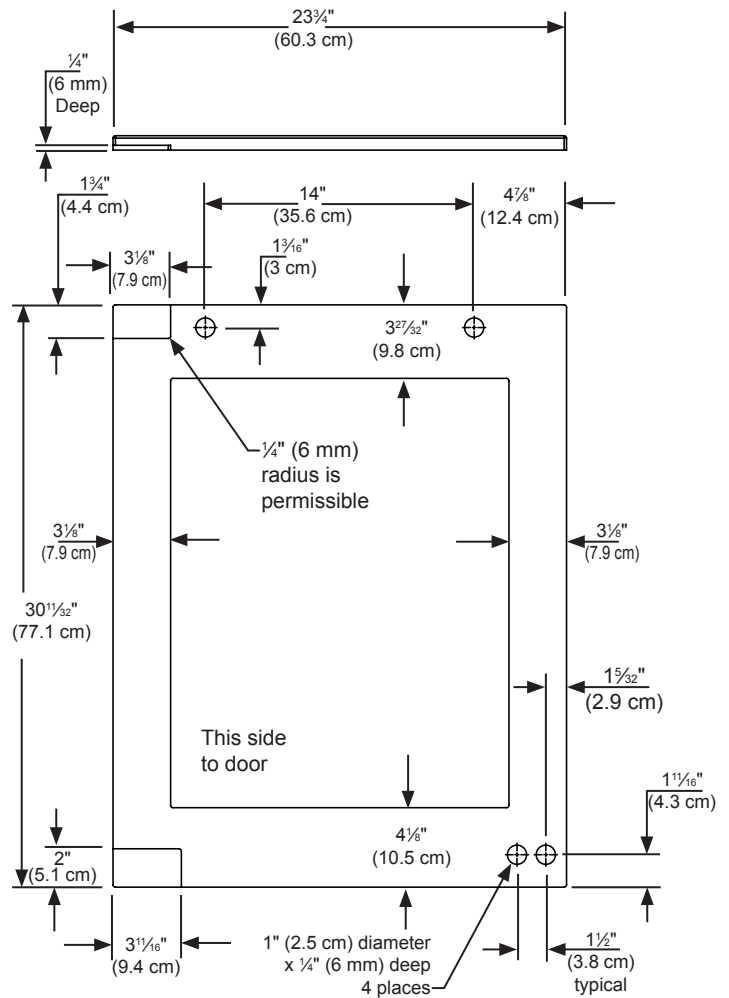 23¾"
(60.3 cm)
¼"
(6 mm)
Deep
1¾"
(4.4 cm)
14"
(35.6 cm)
4⅞"
(12.4 cm)
3⅛"
(7.9 cm)
1³⁄₁₆"
(3 cm)
3²⁷⁄₃₂"
(9.8 cm)
¼" (6 mm)
radius is
permissible
3⅛"
(7.9 cm)
3⅛"
(7.9 cm)
30¹¹⁄₃₂"
(77.1 cm)
1⁵⁄₃₂"
(2.9 cm)
This side
to door
1¹¹⁄₁₆"
(4.3 cm)
4⅛"
(10.5 cm)
2"
(5.1 cm)
3¹¹⁄₁₆"
(9.4 cm)
1" (2.5 cm) diameter
x ¼" (6 mm) deep
4 places
1½"
(3.8 cm)
typical